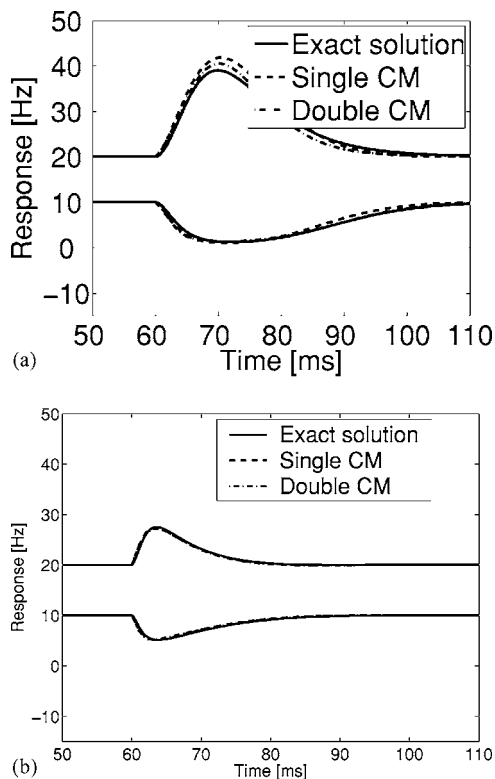 50
40
30
20
10
0
−10
Response [Hz]
Exact solution
Single CM
Double CM
50 60 70 80 90 100 110
Time [ms]
(a)
50
40
30
20
10
0
−10
Response [Hz]
Exact solution
Single CM
Double CM
50 60 70 80 90 100 110
Time [ms]
(b)